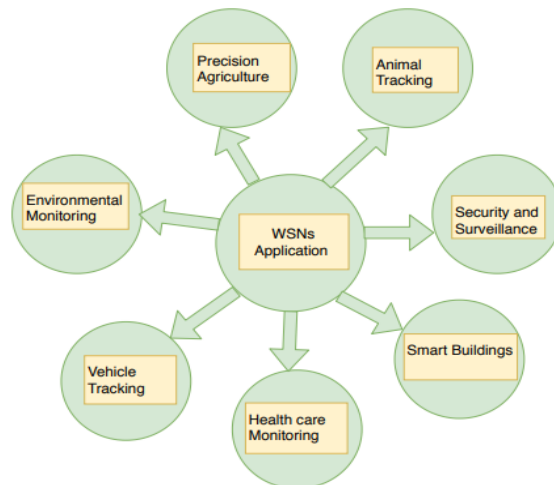 Precision
Agriculture
Animal
Tracking
Environmental
Monitoring
WSNs
Application
Security and
Surveillance
Smart Buildings
Vehicle
Tracking
Health care
Monitoring